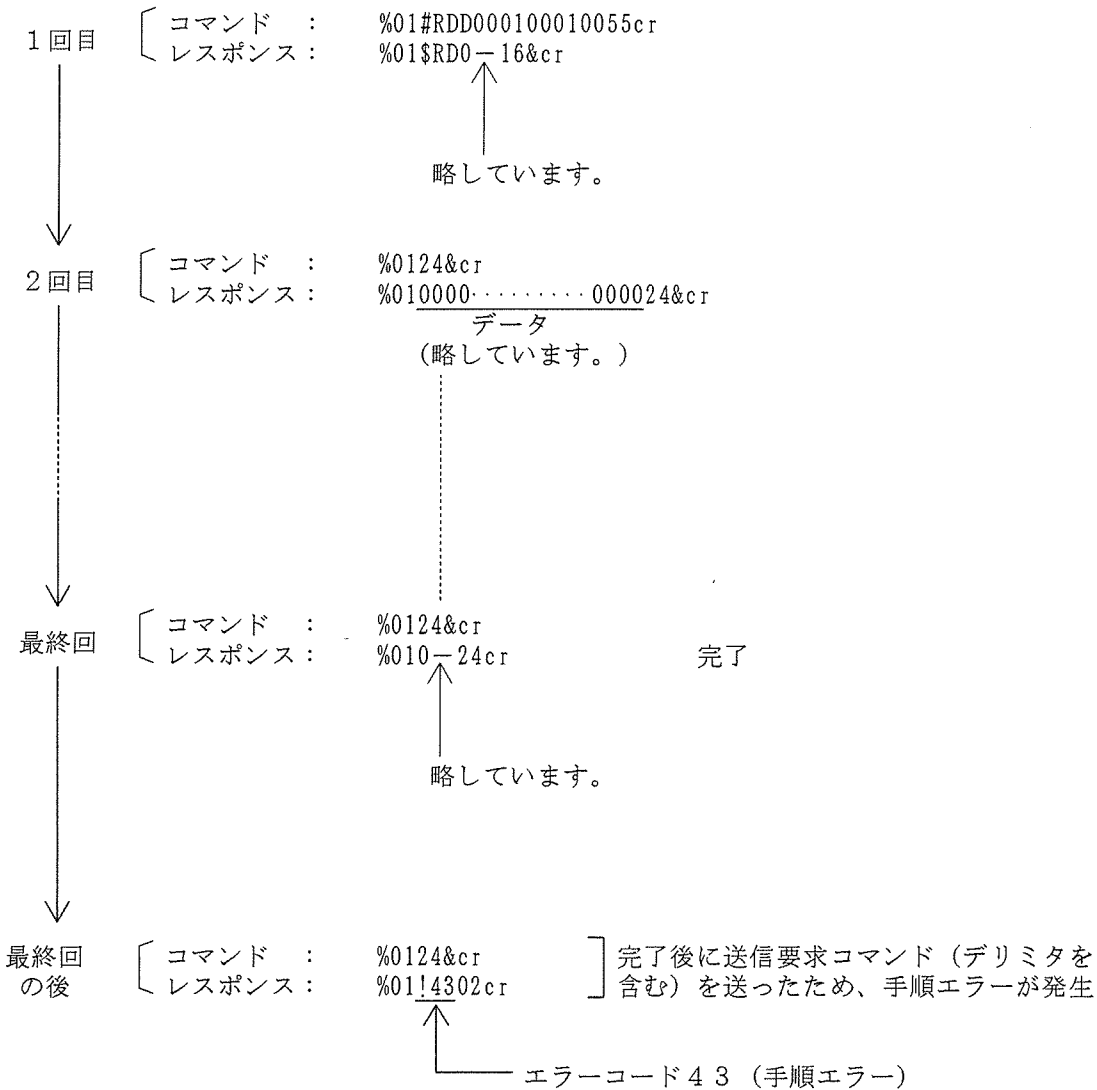 1回目
コマンド : %01#RDD000100010055cr
レスポンス: %01$RD0−16&cr
略しています。
2回目
コマンド : %0124&cr
レスポンス: %010000・・・・・・・・・000024&cr
データ
(略しています。)
最終回
コマンド : %0124&cr
レスポンス: %010−24cr 完了
略しています。
最終回の後
コマンド : %0124&cr 完了後に送信要求コマンド(デリミタを
レスポンス: %01!4302cr 含む)を送ったため、手順エラーが発生
エラーコード43(手順エラー)